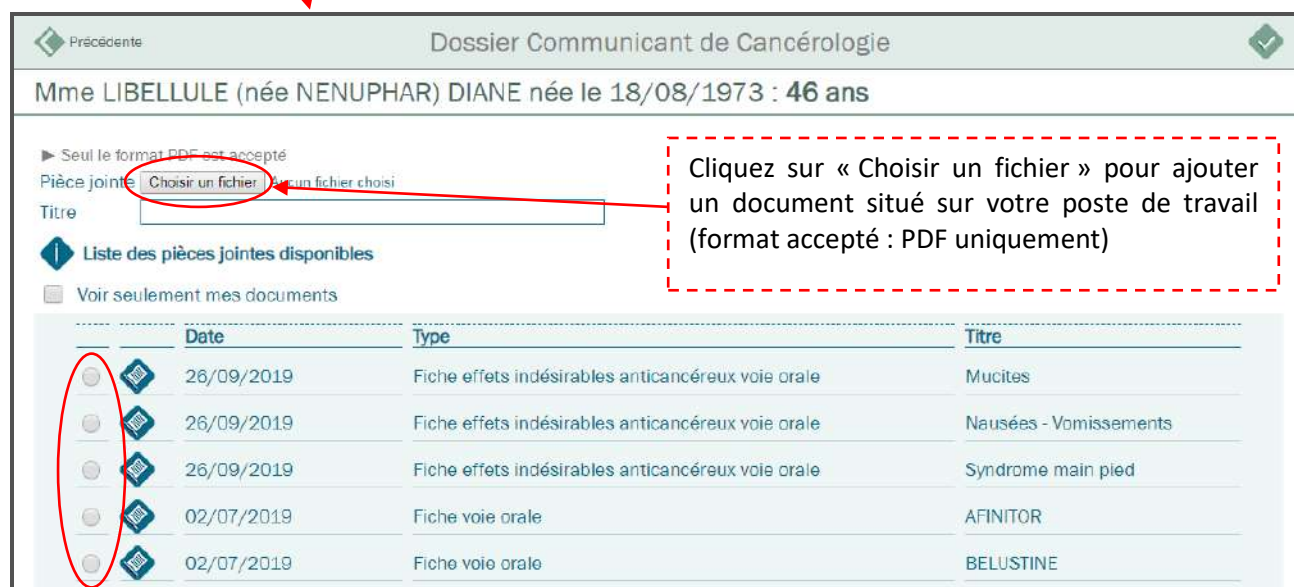 Précédente
Dossier Communicant de Cancérologie
Mme LIBELLULE (née NENUPHAR) DIANE née le 18/08/1973 : 46 ans
► Seul le format PDF est accepté
Pièce jointe Choisir un fichier Aucun fichier choisi
Titre
Cliquez sur « Choisir un fichier » pour ajouter
un document situé sur votre poste de travail
(format accepté : PDF uniquement)
Liste des pièces jointes disponibles
Voir seulement mes documents
Date Type Titre
26/09/2019 Fiche effets indésirables anticancéreux voie orale Mucites
26/09/2019 Fiche effets indésirables anticancéreux voie orale Nausées - Vomissements
26/09/2019 Fiche effets indésirables anticancéreux voie orale Syndrome main pied
02/07/2019 Fiche voie orale AFINITOR
02/07/2019 Fiche voie orale BELUSTINE